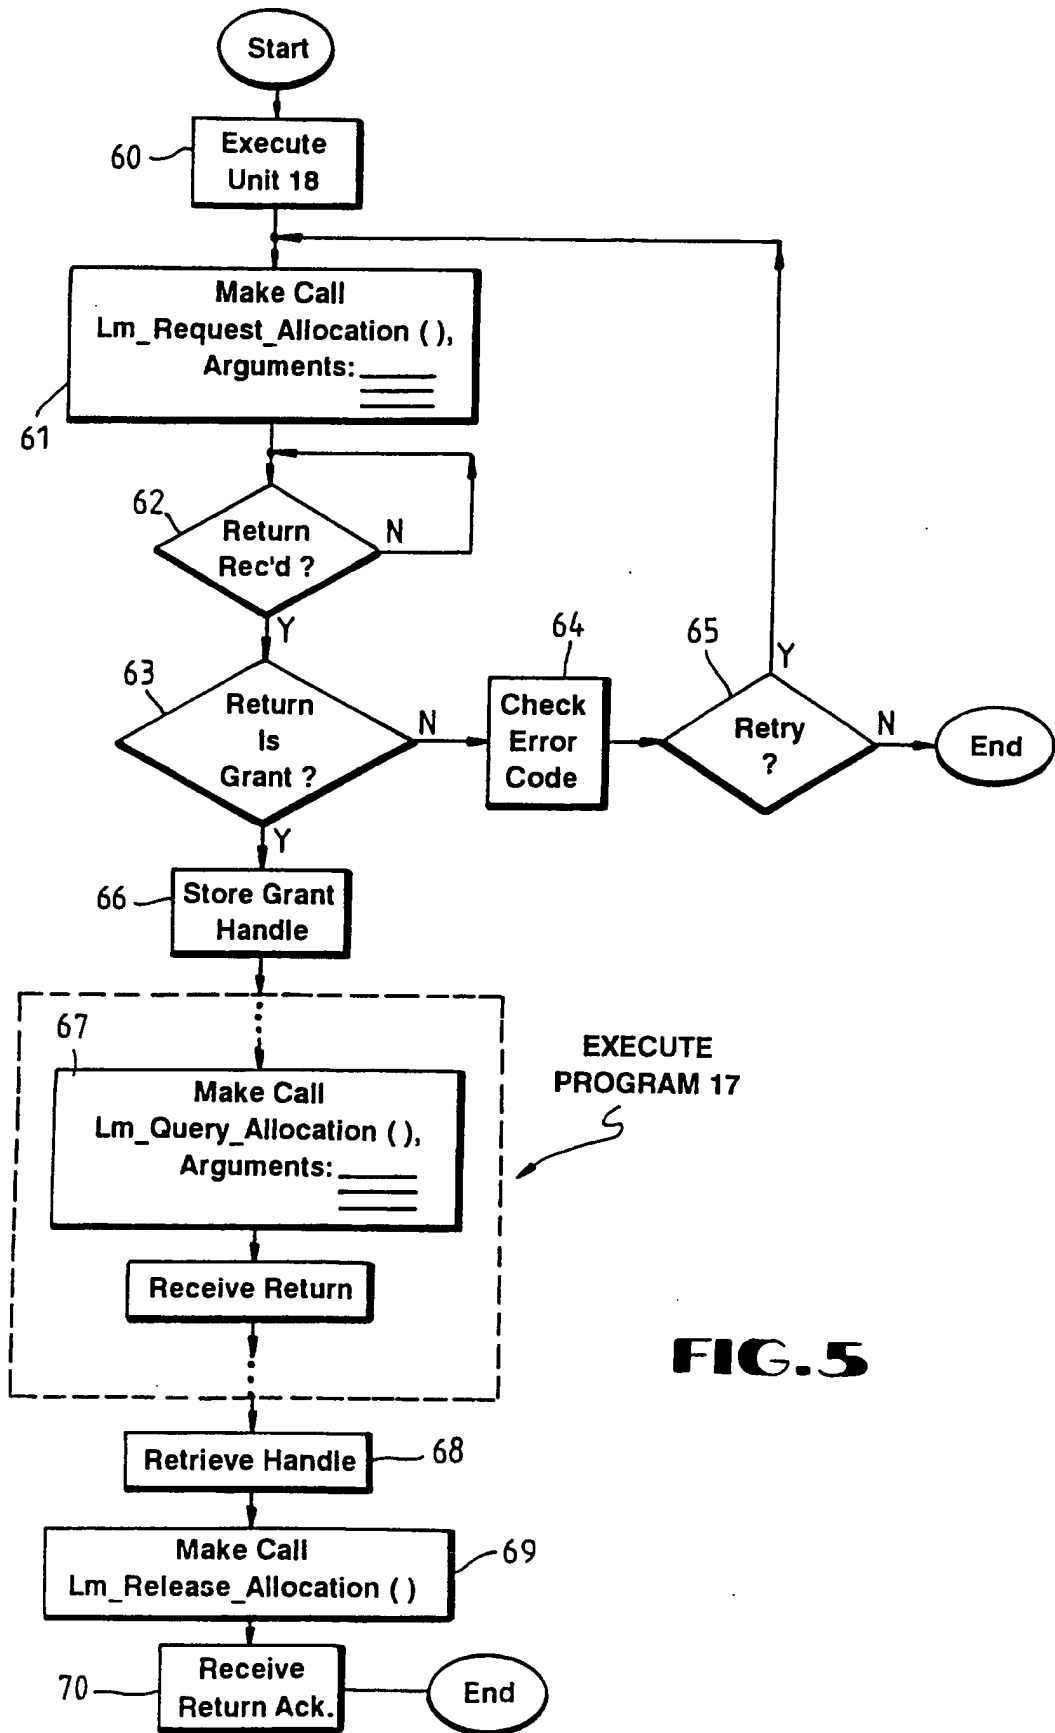 Start
60
Execute
Unit 18
Make Call
Lm_Request_Allocation ( ),
Arguments:
61
62
Return
Rec'd ?
N
Y
63
Return
Is
Grant ?
N
64
Check
Error
Code
65
Retry
?
Y
N
End
Y
66
Store Grant
Handle
67
Make Call
Lm_Query_Allocation ( ),
Arguments:
Receive Return
EXECUTE
PROGRAM 17
FIG.5
Retrieve Handle
68
Make Call
Lm_Release_Allocation ( )
69
70
Receive
Return Ack.
End